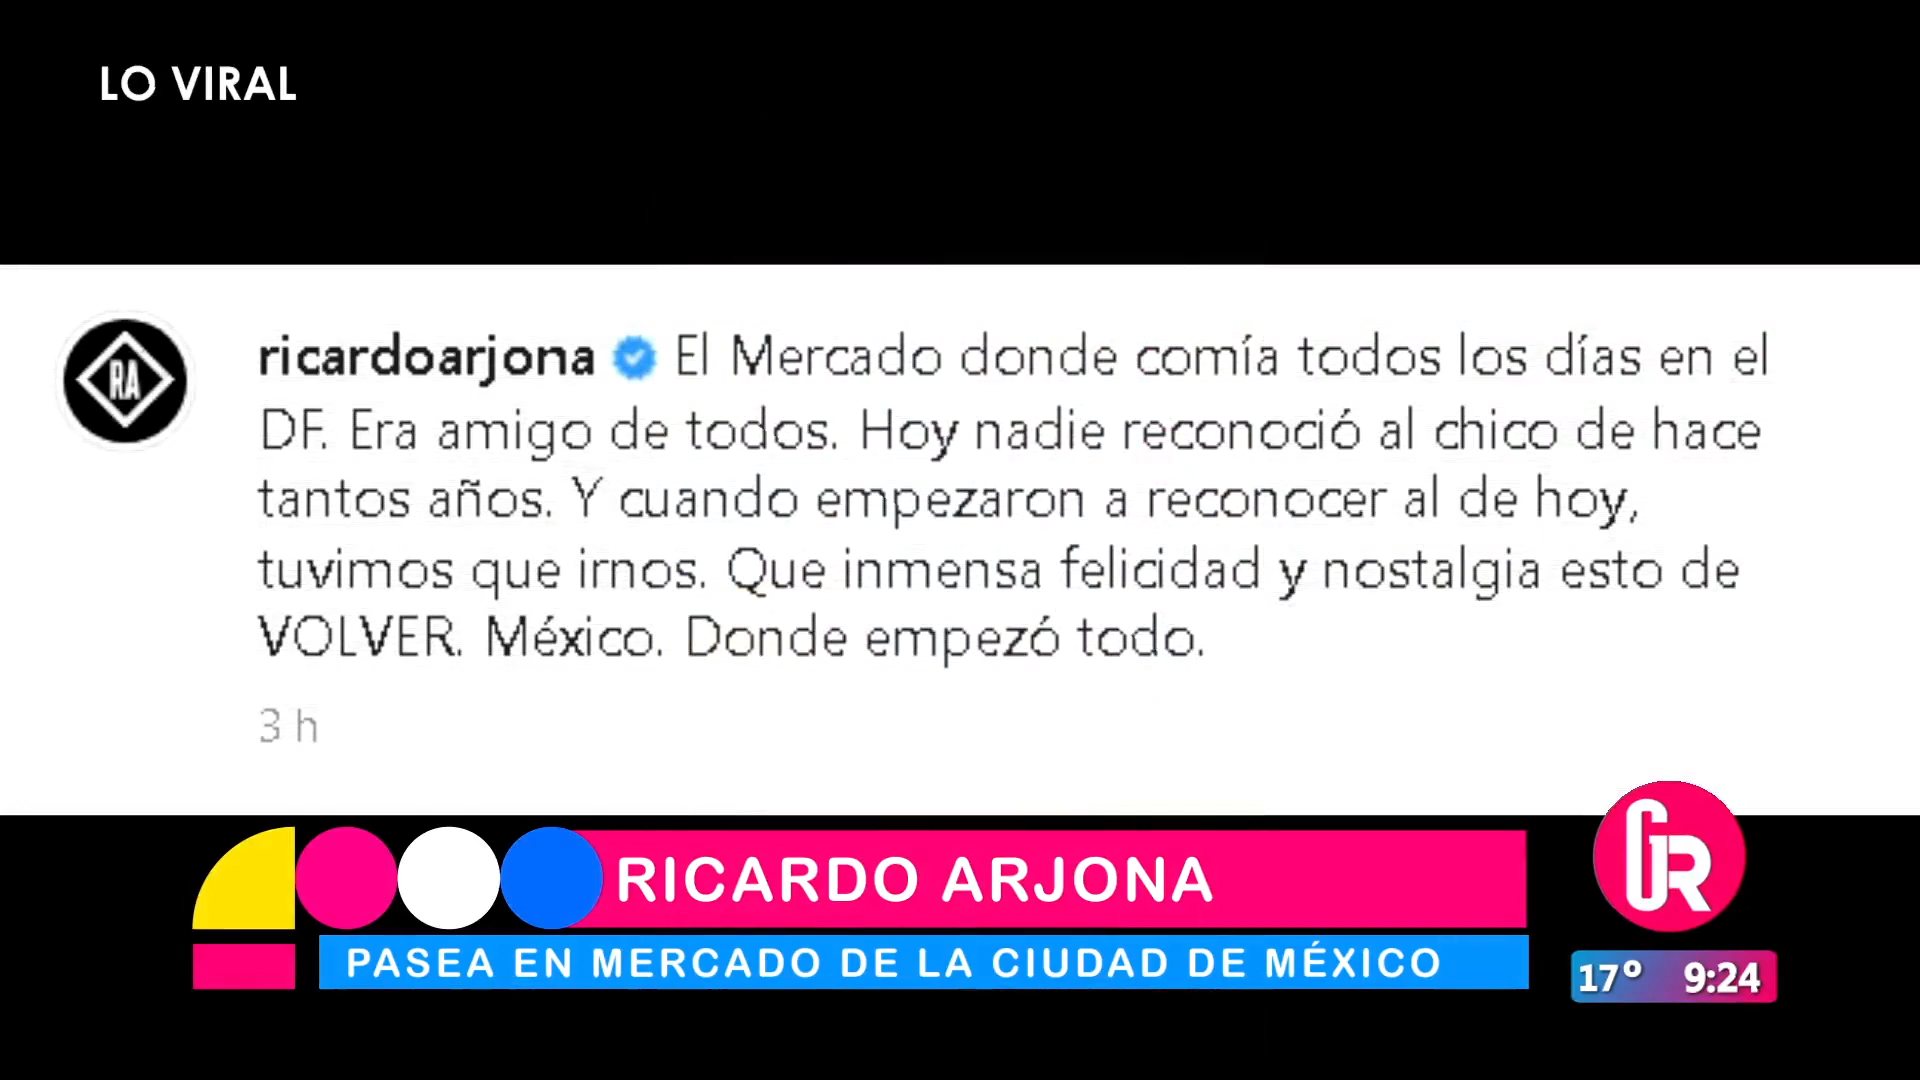 LO VIRAL
RA
ricardoarjona El Mercado donde comía todos los días en el
DF. Era amigo de todos. Hoy nadie reconoció al chico de hace
tantos años. Y cuando empezaron a reconocer al de hoy,
tuvimos que irnos. Que inmensa felicidad y nostalgia esto de
VOLVER. México. Donde empezó todo.
3 h
RICARDO ARJONA
PASEA EN MERCADO DE LA CIUDAD DE MÉXICO
GR
17° 9:24